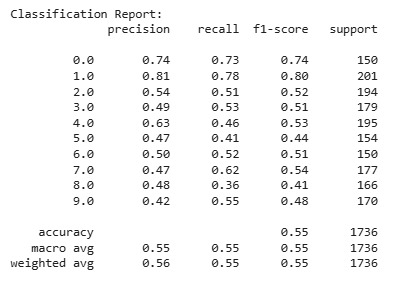 Classification Report:
precision recall f1-score support
0.0 0.74 0.73 0.74 150
1.0 0.81 0.78 0.80 201
2.0 0.54 0.51 0.52 194
3.0 0.49 0.53 0.51 179
4.0 0.63 0.46 0.53 195
5.0 0.47 0.41 0.44 154
6.0 0.50 0.52 0.51 150
7.0 0.47 0.62 0.54 177
8.0 0.48 0.36 0.41 166
9.0 0.42 0.55 0.48 170
accuracy 0.55 1736
macro avg 0.55 0.55 0.55 1736
weighted avg 0.56 0.55 0.55 1736